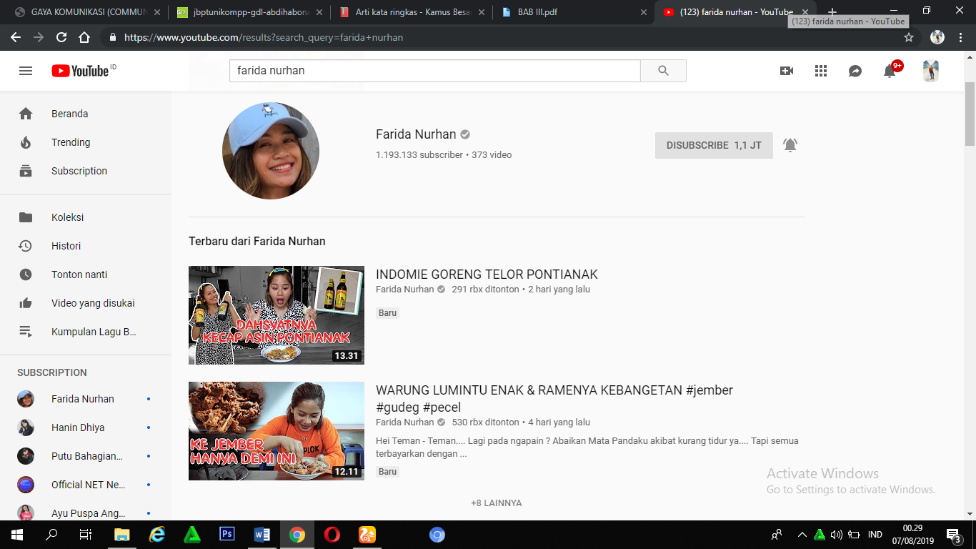 GAYA KOMUNIKASI (COMMUN
jbptunikompp-gdl-abdihabona
Arti kata ringkas - Kamus Besa
BAB III.pdf
(123) farida nurhan - YouTube
(123) farida nurhan - YouTube
https://www.youtube.com/results?search_query=farida+nurhan
YouTube ID
farida nurhan
9+
Beranda
Trending
Subscription
Koleksi
Histori
Tonton nanti
Video yang disukai
Kumpulan Lagu B...
SUBSCRIPTION
Farida Nurhan
Hanin Dhiya
Putu Bahagian...
Official NET Ne...
Ayu Puspa Ang...
Farida Nurhan
1.193.133 subscriber • 373 video
DISUBSCRIBE 1,1 JT
Terbaru dari Farida Nurhan
DAHSYATNYA
KECAP ASIN PONTIANAK
13.31
INDOMIE GORENG TELOR PONTIANAK
Farida Nurhan 291 rbx ditonton • 2 hari yang lalu
Baru
KE JEMBER
HANYA DEMI INI
12.11
WARUNG LUMINTU ENAK & RAMENYA KEBANGETAN #jember
#gudeg #pecel
Farida Nurhan 530 rbx ditonton • 4 hari yang lalu
Hei Teman - Teman.... Lagi pada ngapain ? Abaikan Mata Pandaku akibat kurang tidur ya.... Tapi semua
terbayarkan dengan ...
Baru
+8 LAINNYA
Activate Windows
Go to Settings to activate Windows.
Ps
IND
00.29
07/08/2019
3